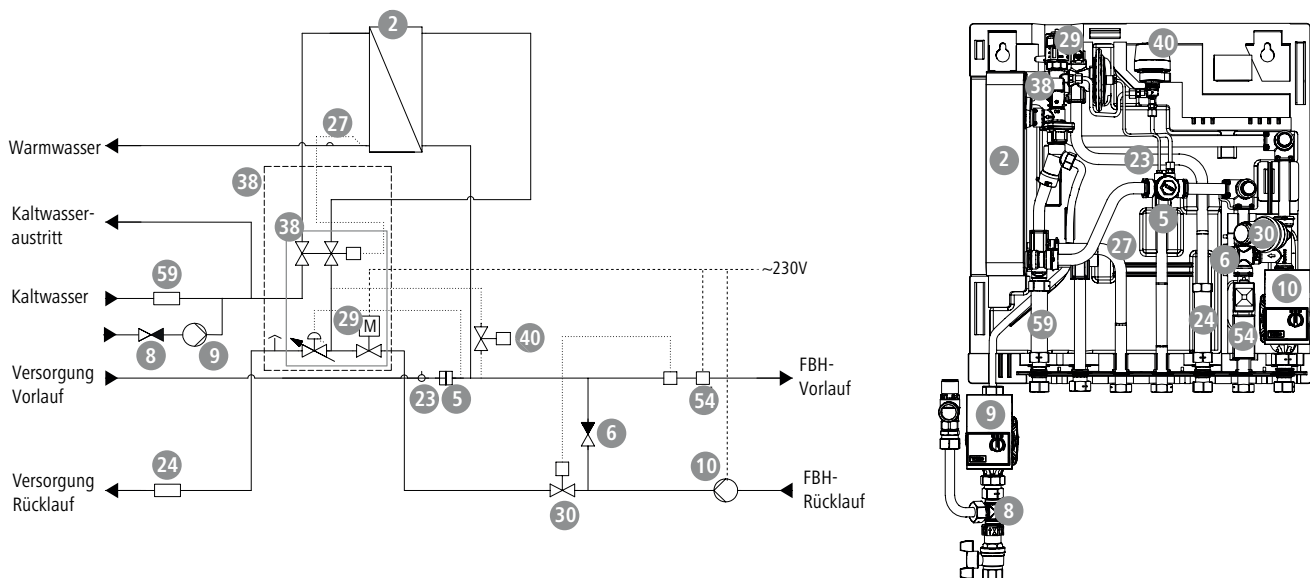 2
27
Warmwasser
38
Kaltwasser-
austritt
38
59
Kaltwasser
~230V
29
M
40
8
9
Versorgung
Vorlauf
23
5
54
FBH-
Vorlauf
6
24
10
Versorgung
Rücklauf
30
FBH-
Rücklauf
29
40
38
2
23
5
30
27
6
10
59
24
54
9
8